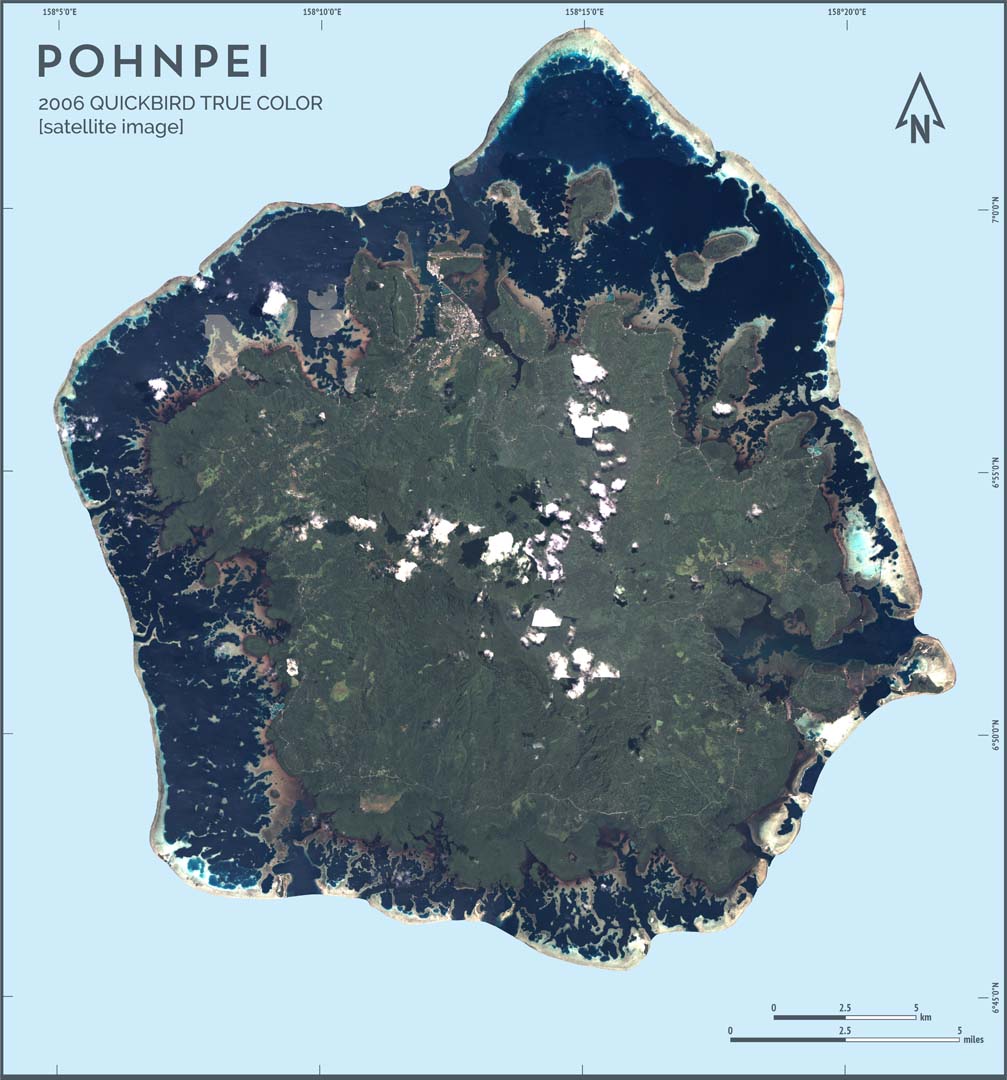 158°5'0"E 158°10'0"E 158°15'0"E 158°20'0"E
POHNPEI
2006 QUICKBIRD TRUE COLOR
[satellite image]
N
7°0'0"N
6°55'0"N
6°50'0"N
6°45'0"N
0 2.5 5 km
0 2.5 5 miles